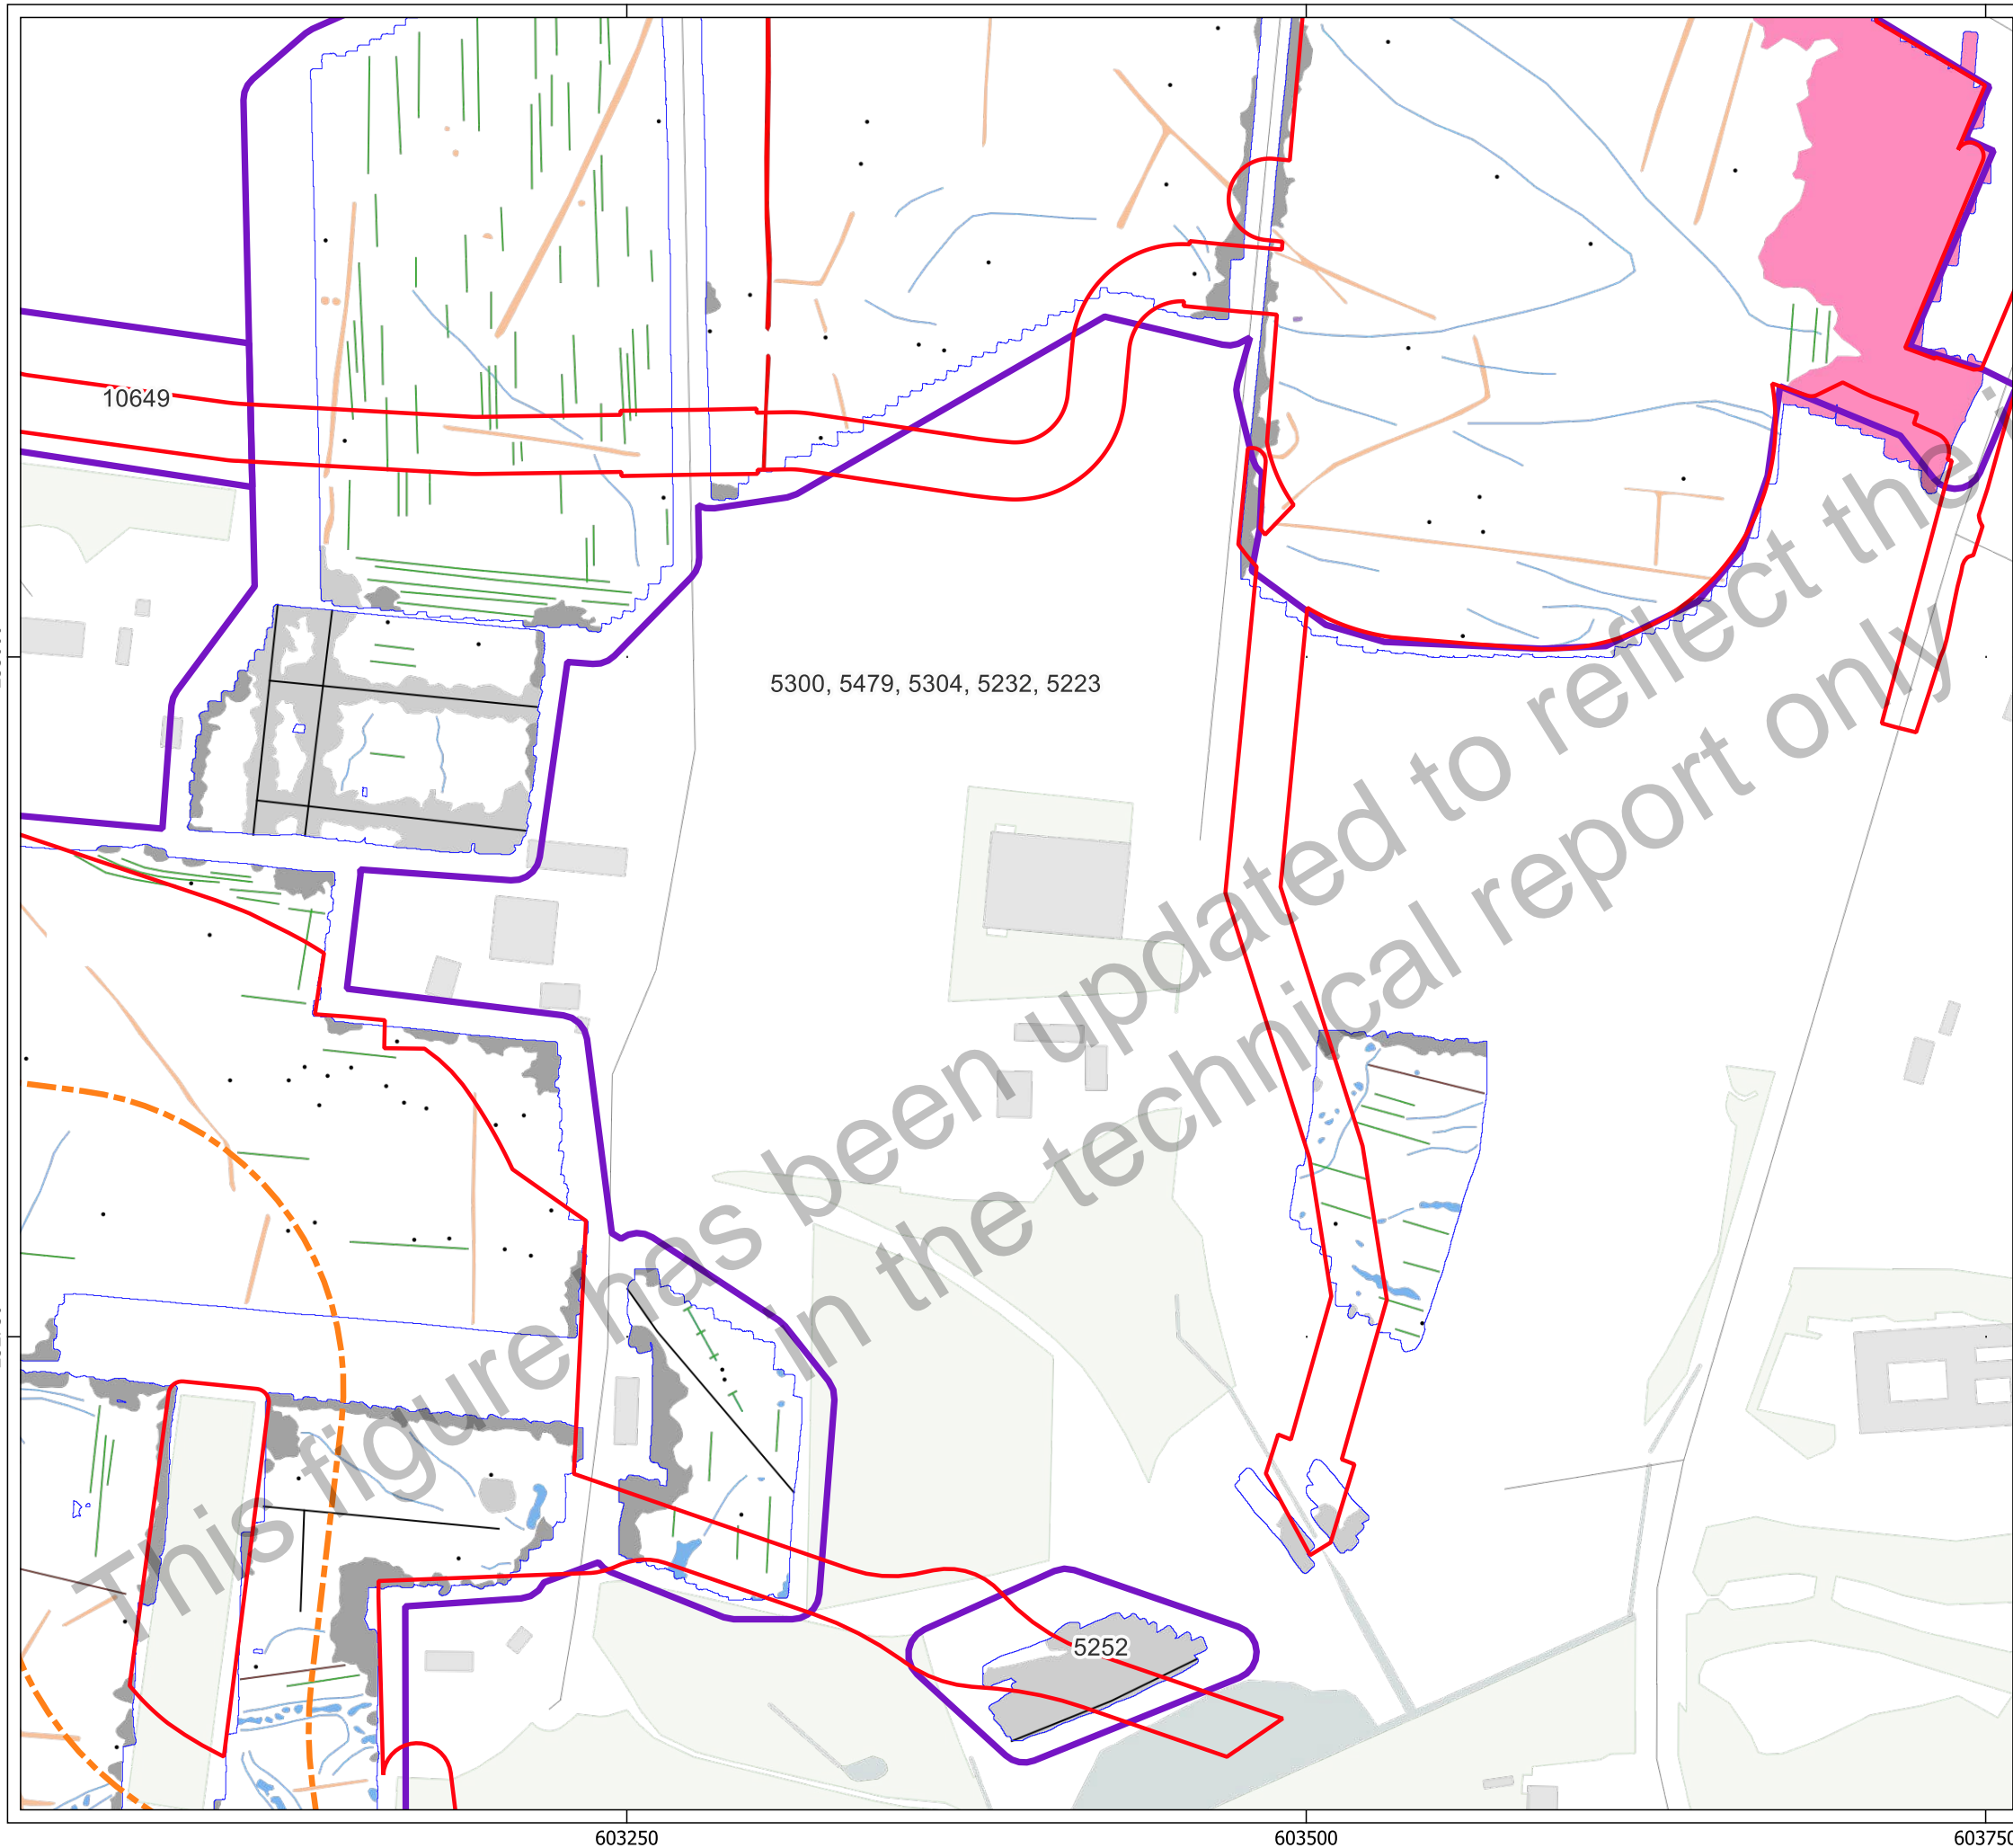 10649
5300, 5479, 5304, 5232, 5223
This figure has been updated to reflect the
in the technical report only
5252
603250
603500
603750